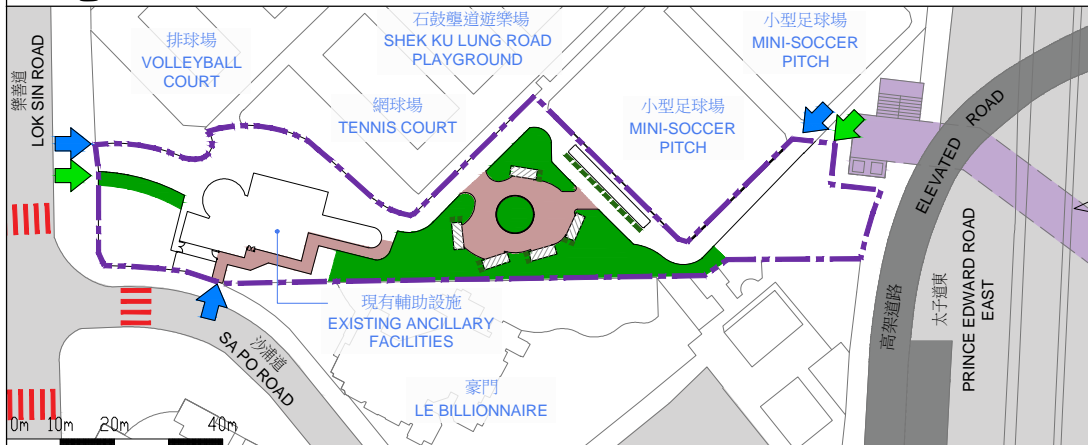 樂善道
LOK SIN ROAD
排球場
VOLLEYBALL
COURT
石鼓壟道遊樂場
SHEK KU LUNG ROAD
PLAYGROUND
小型足球場
MINI-SOCCER
PITCH
網球場
TENNIS COURT
小型足球場
MINI-SOCCER
PITCH
高架道路
ELEVATED ROAD
太子道東
PRINCE EDWARD ROAD
EAST
現有輔助設施
EXISTING ANCILLARY
FACILITIES
沙浦道
SA PO ROAD
豪門
LE BILLIONNAIRE
0m 10m 20m 40m